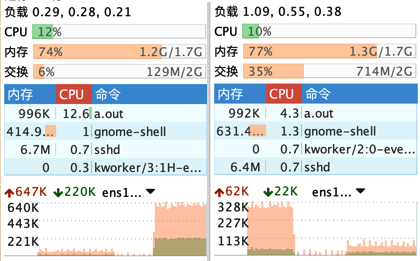 负载 0.29, 0.28, 0.21
CPU 12%
内存 74% 1.2G/1.7G
交换 6% 129M/2G
内存 CPU 命令
996K 12.6 a.out
414.9... 1 gnome-shell
6.7M 0.7 sshd
0 0.3 kworker/3:1H-e...
647K 220K ens1...
640K
443K
221K
负载 1.09, 0.55, 0.38
CPU 10%
内存 77% 1.3G/1.7G
交换 35% 714M/2G
内存 CPU 命令
992K 4.3 a.out
631.4... 1.3 gnome-shell
0 0.7 kworker/2:0-eve...
6.4M 0.7 sshd
62K 22K ens1...
328K
227K
113K